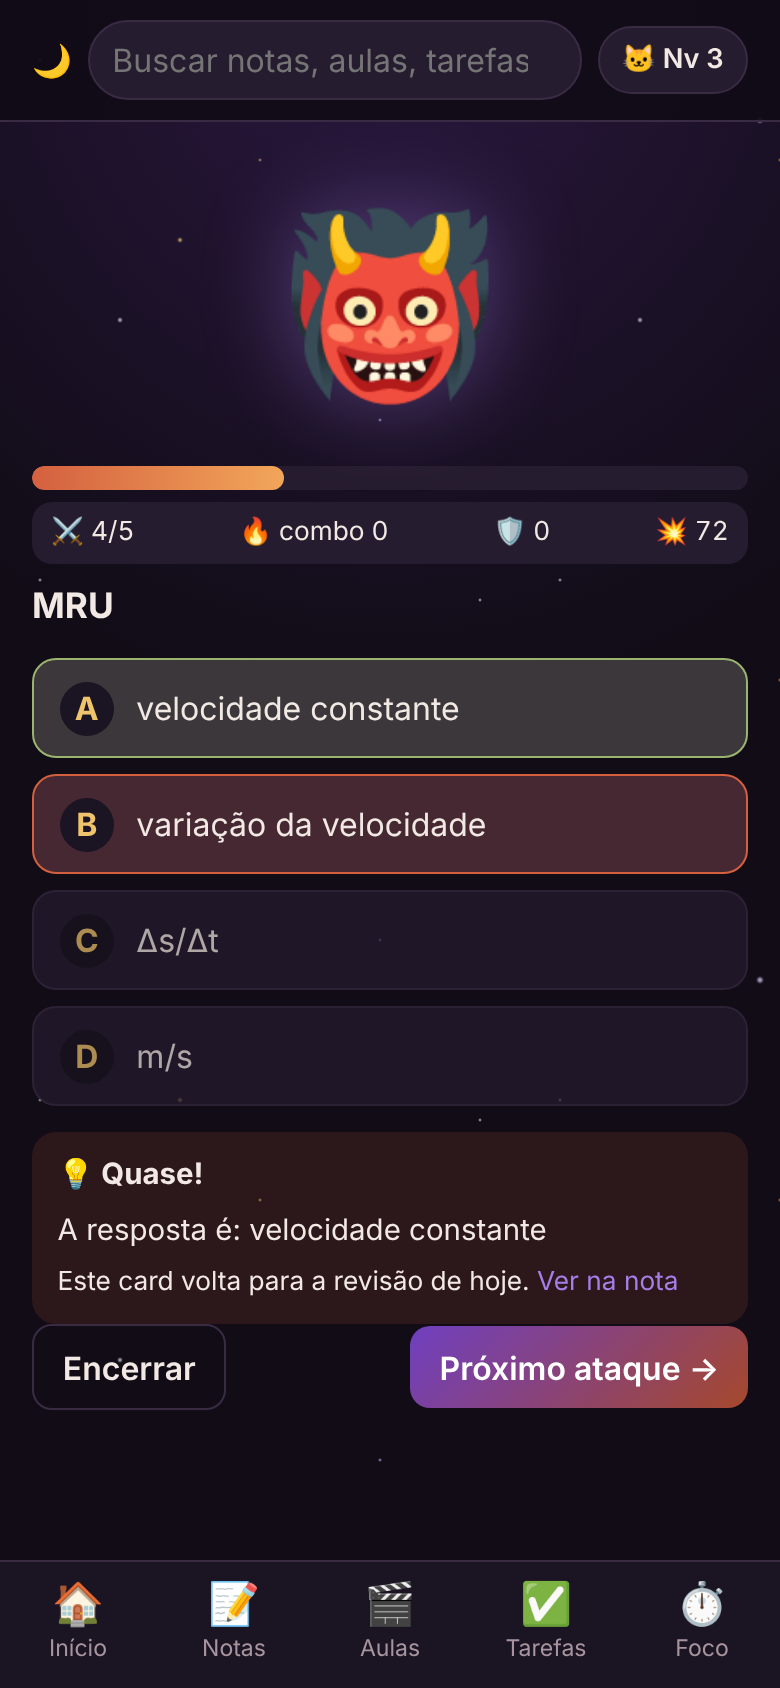 Buscar notas, aulas, tarefas
Nv 3
4/5
combo 0
0
72
MRU
A velocidade constante
B variação da velocidade
C Δs/Δt
D m/s
Quase!
A resposta é: velocidade constante
Este card volta para a revisão de hoje. Ver na nota
Encerrar
Próximo ataque →
Início
Notas
Aulas
Tarefas
Foco